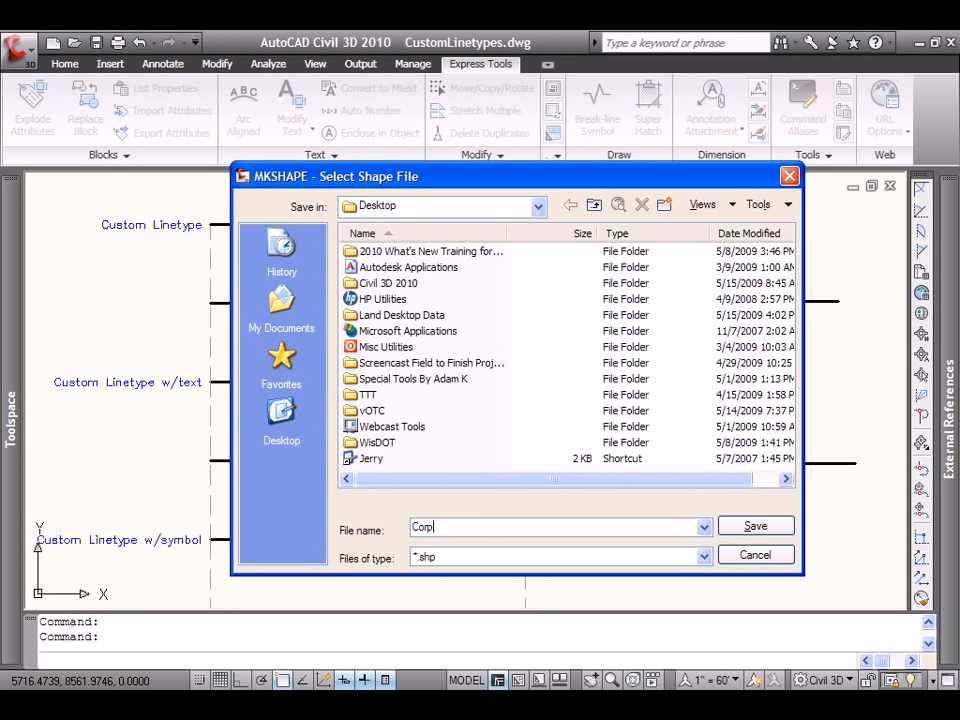 AutoCAD Civil 3D 2010 CustomLinetypes.dwg
Type a keyword or phrase
3D
Home Insert Annotate Modify Analyze View Output Manage Express Tools
Explode Attributes
Replace Block
List Properties
Import Attributes
Export Attributes
Arc Aligned
Modify Text
Convert to Mtext
Auto Number
Enclose in Object
Move/Copy/Rotate
Stretch Multiple
Delete Duplicates
Break-line Symbol
Super Hatch
Annotation Attachment
Command Aliases
URL Options
Blocks Text Modify Draw Dimension Tools Web
MKSHAPE - Select Shape File
Save in: Desktop Views Tools
Name Size Type Date Modified
2010 What's New Training for... File Folder 5/8/2009 3:46 PM
Autodesk Applications File Folder 3/9/2009 1:00 AM
Civil 3D 2010 File Folder 5/15/2009 8:45 A
HP Utilities File Folder 4/9/2008 2:57 PM
Land Desktop Data File Folder 5/15/2009 4:02 P
Microsoft Applications File Folder 11/7/2007 2:02 A
Misc Utilities File Folder 3/4/2009 10:03 A
Screencast Field to Finish Proj... File Folder 4/29/2009 10:25
Special Tools By Adam K File Folder 5/1/2009 1:13 PM
TTT File Folder 4/15/2009 1:58 P
vOTC File Folder 5/14/2009 7:37 P
Webcast Tools File Folder 5/1/2009 10:59 A
WisDOT File Folder 5/8/2009 1:41 PM
Jerry 2 KB Shortcut 5/7/2007 1:45 PM
History
My Documents
Favorites
Desktop
File name: Corp Save
Files of type: *.shp Cancel
Custom Linetype
Custom Linetype w/text
Custom Linetype w/symbol
Y
X
Toolspace
External References
Command:
Command:
5716.4739, 8561.9746, 0.0000 MODEL 1" = 60' Civil 3D